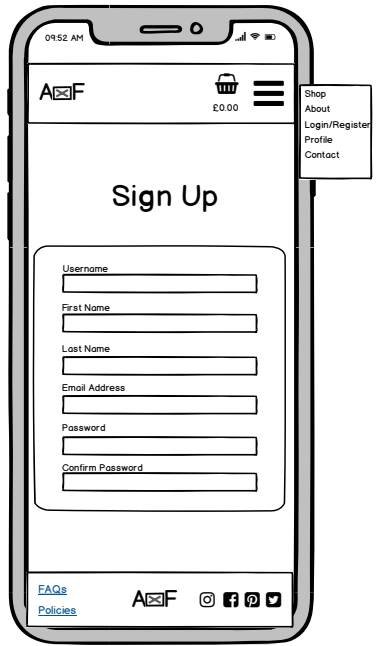 09:52 AM
A F
£0.00
Shop
About
Login/Register
Profile
Contact
Sign Up
Username
First Name
Last Name
Email Address
Password
Confirm Password
FAQs
Policies
A F